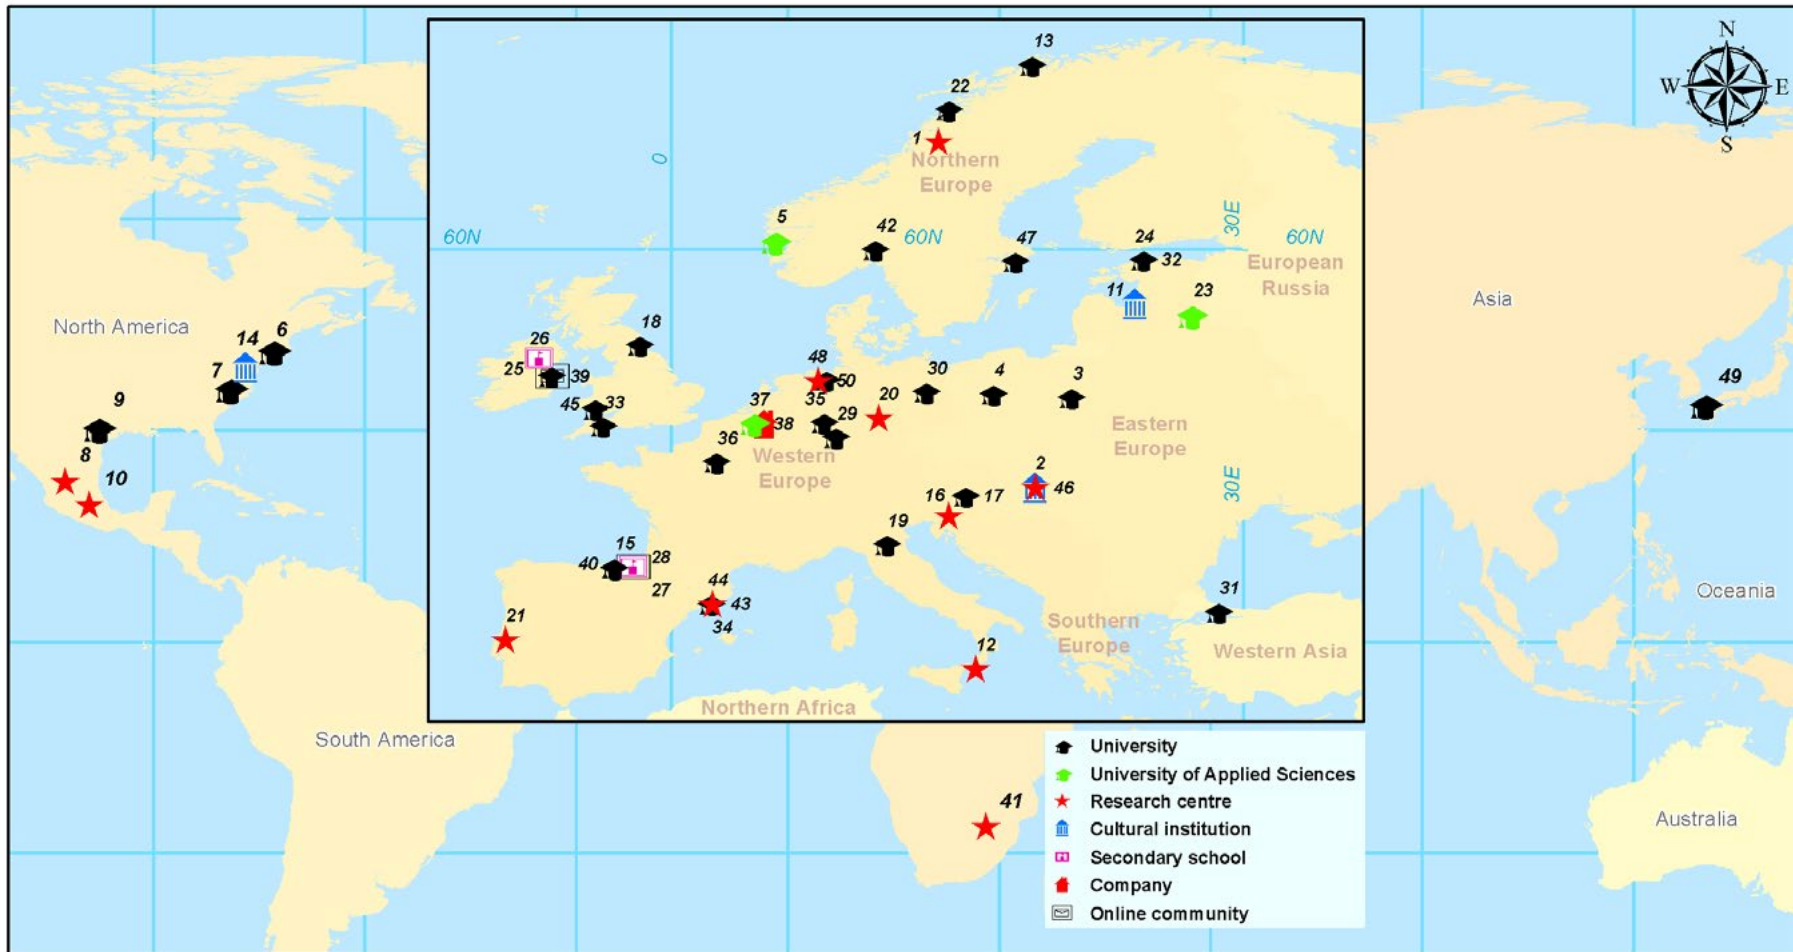 N
W E
S
13
22
1
Northern
Europe
0
5
42
47
24
32
60N
60N
30E
60N
European
Russia
11
23
Asia
North America
14
6
7
9
8
10
18
26
25
39
45
33
48
50
30
4
3
35
20
37
38
29
36
Western
Europe
Eastern
Europe
49
2
46
30E
16
17
19
15
40
28
27
44
43
34
21
31
12
Southern
Europe
Western Asia
Oceania
Northern Africa
South America
41
Australia
University
University of Applied Sciences
Research centre
Cultural institution
Secondary school
Company
Online community